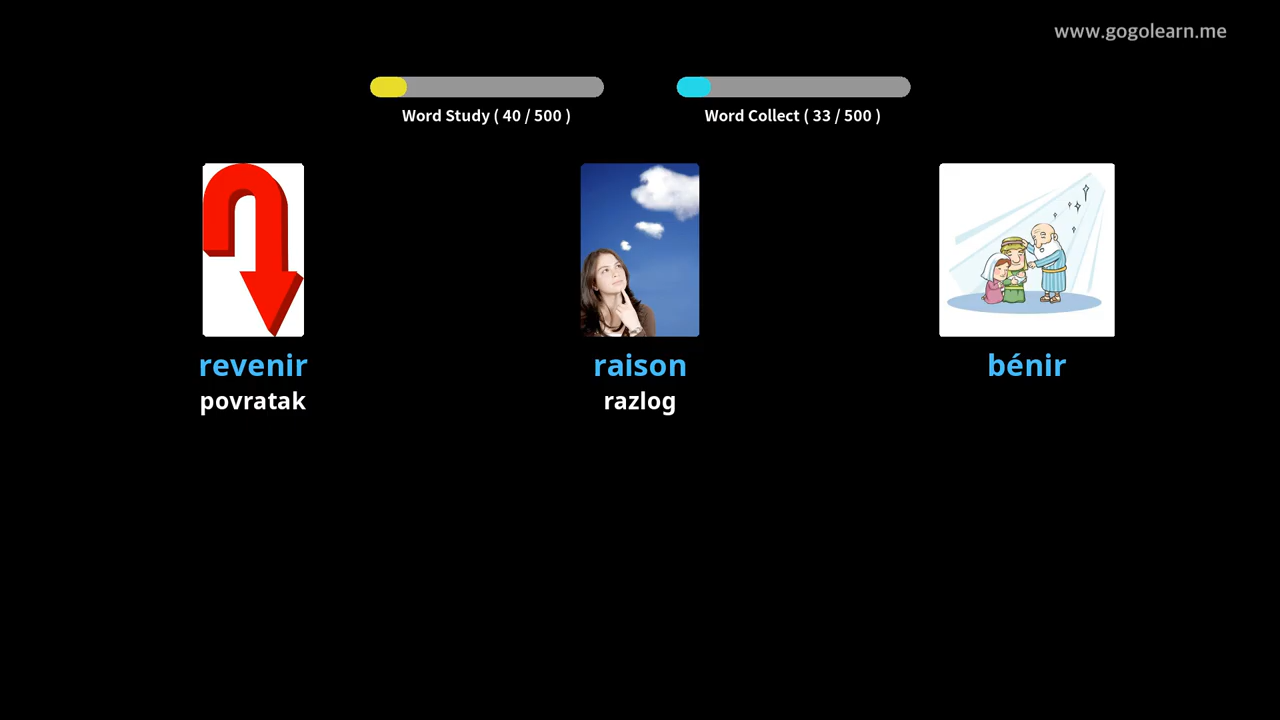 www.gogolearn.me
Word Study ( 40 / 500 )
Word Collect ( 33 / 500 )
revenir
raison
bénir
povratak
razlog